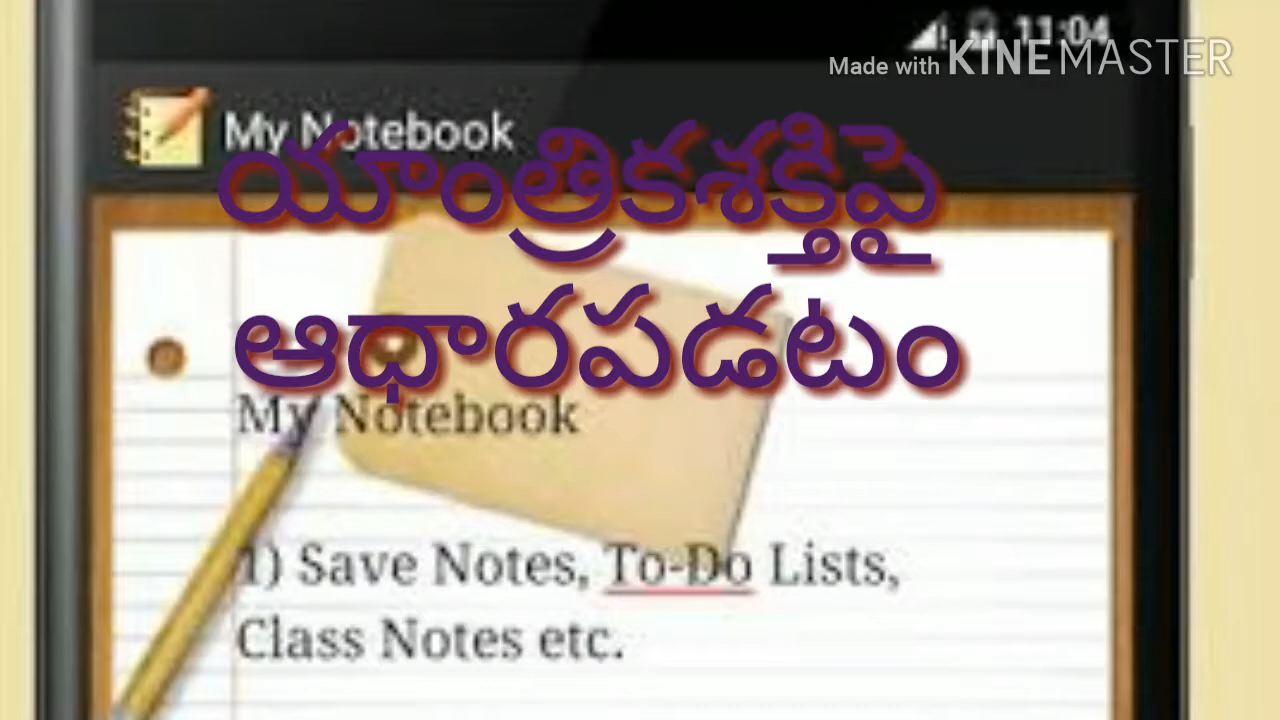 11:04
Made with KINEMASTER
My Notebook
యాంత్రికశక్తిపై
ఆధారపడటం
My Notebook
1) Save Notes, To-Do Lists,
Class Notes etc.